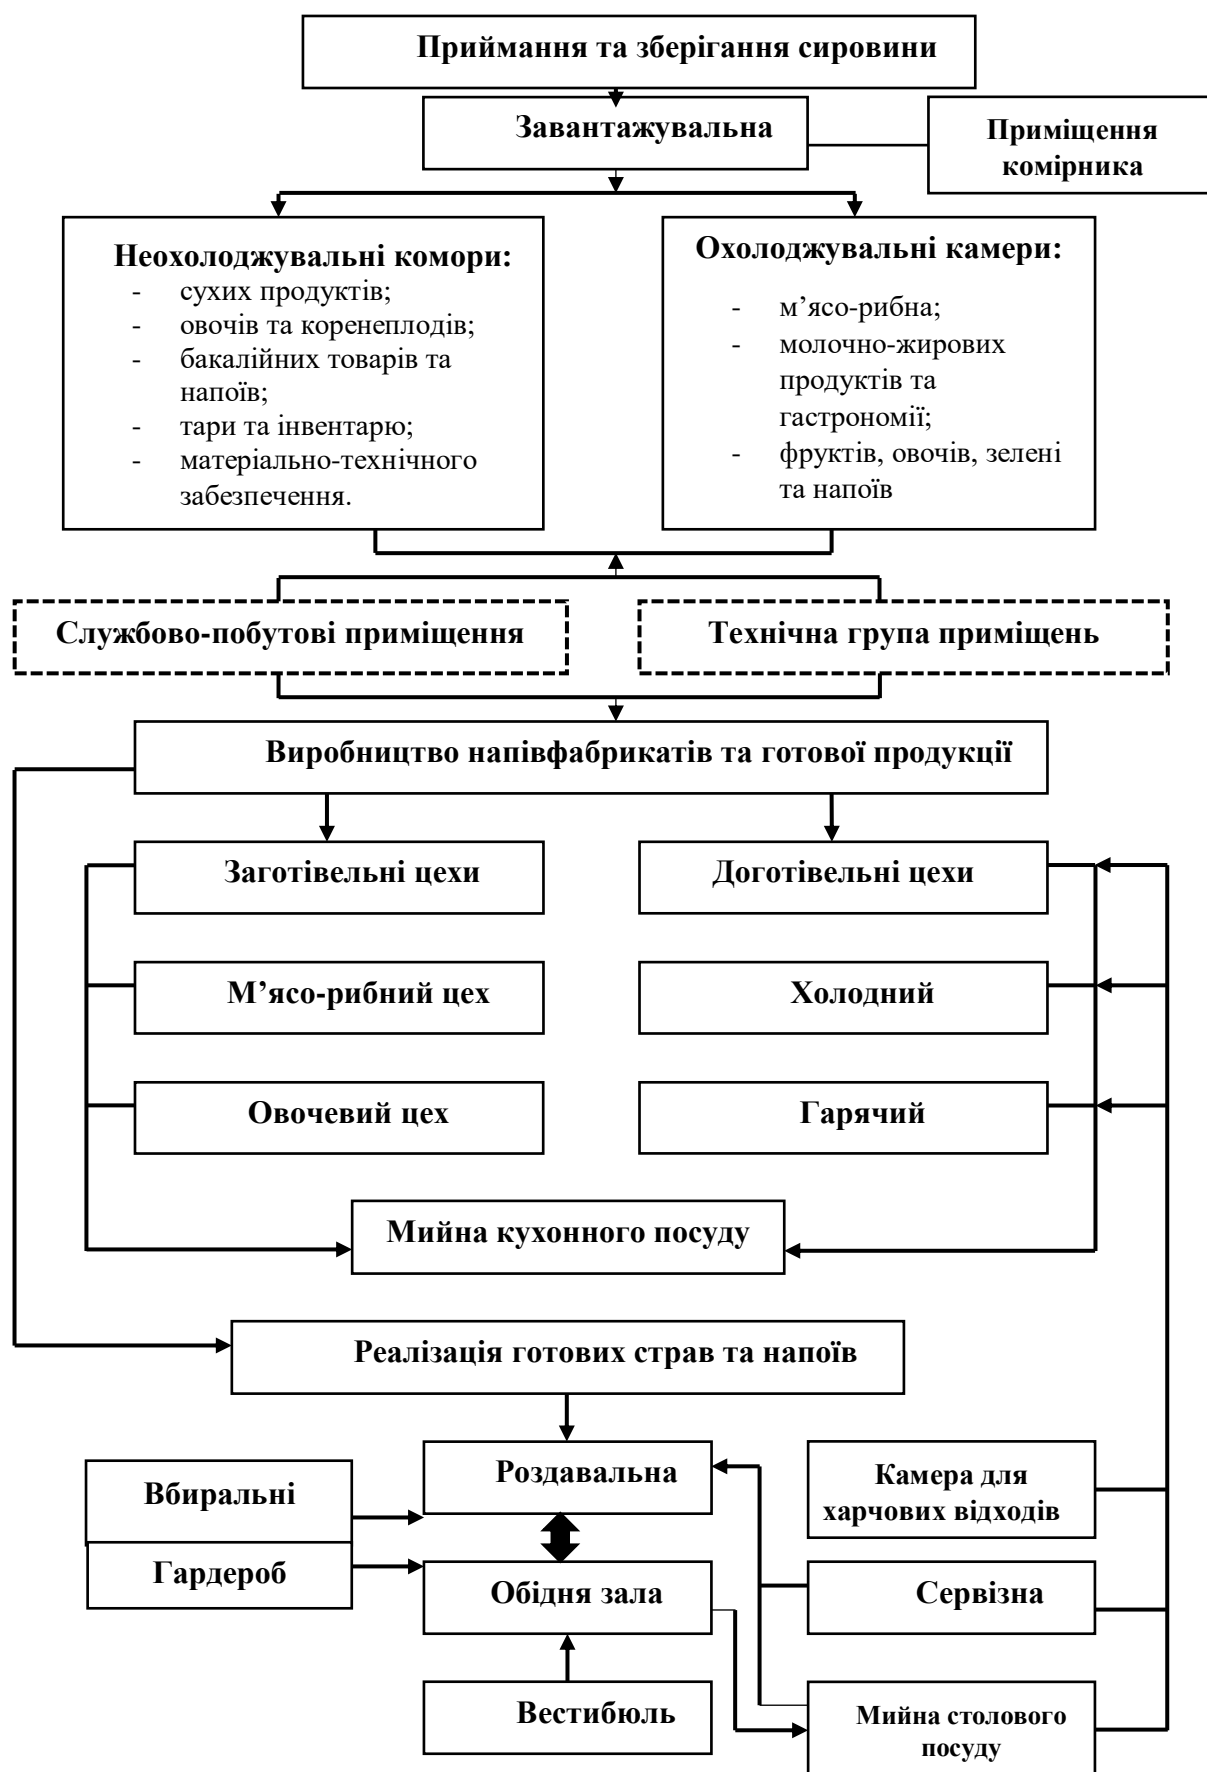 Приймання та зберігання сировини
Завантажувальна
Приміщення
комірника
Неохолоджувальні комори:
- сухих продуктів;
- овочів та коренеплодів;
- бакалійних товарів та
напоїв;
- тари та інвентарю;
- матеріально-технічного
забезпечення.
Охолоджувальні камери:
- м’ясо-рибна;
- молочно-жирових
продуктів та
гастрономії;
- фруктів, овочів, зелені
та напоїв
Службово-побутові приміщення
Технічна група приміщень
Виробництво напівфабрикатів та готової продукції
Заготівельні цехи
Доготівельні цехи
М’ясо-рибний цех
Холодний
Овочевий цех
Гарячий
Мийна кухонного посуду
Реалізація готових страв та напоїв
Роздавальна
Вбиральні
Камера для
харчових відходів
Гардероб
Обідня зала
Сервізна
Вестибюль
Мийна столового
посуду